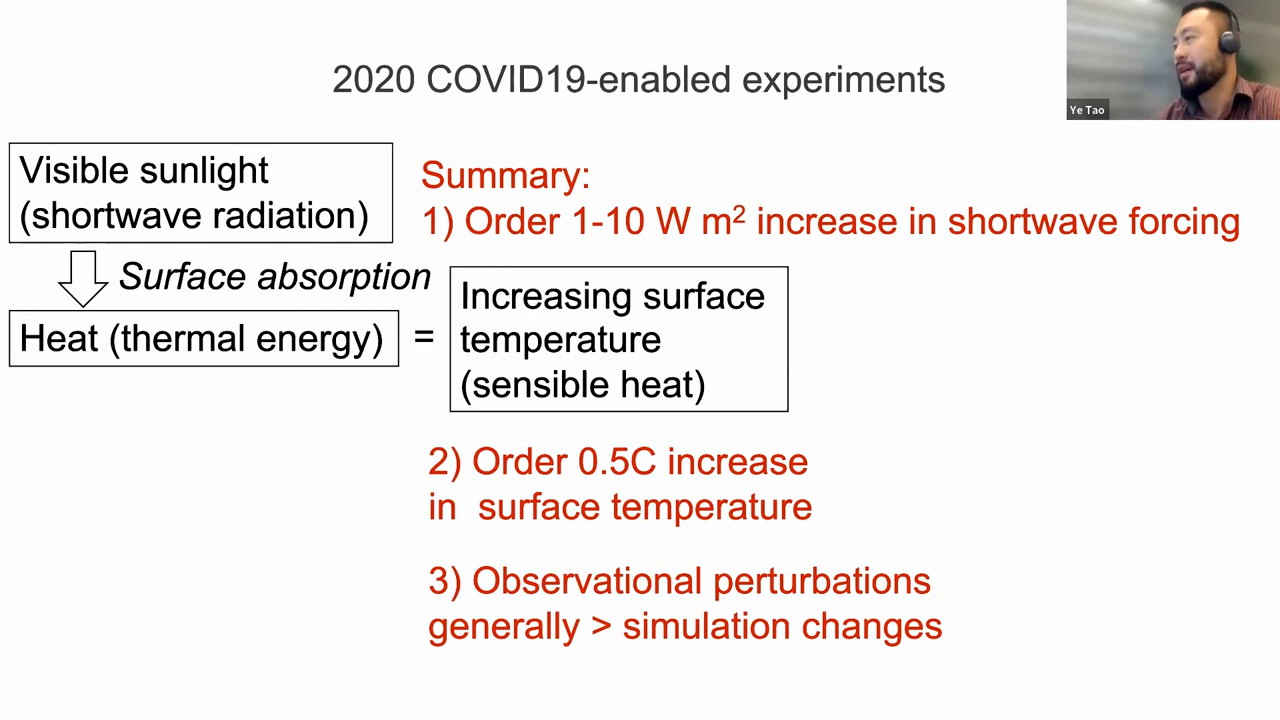 2020 COVID19-enabled experiments
Ye Tao
Visible sunlight
(shortwave radiation)
Summary:
1) Order 1-10 W m² increase in shortwave forcing
Surface absorption
Heat (thermal energy)
=
Increasing surface
temperature
(sensible heat)
2) Order 0.5C increase
in surface temperature
3) Observational perturbations
generally > simulation changes